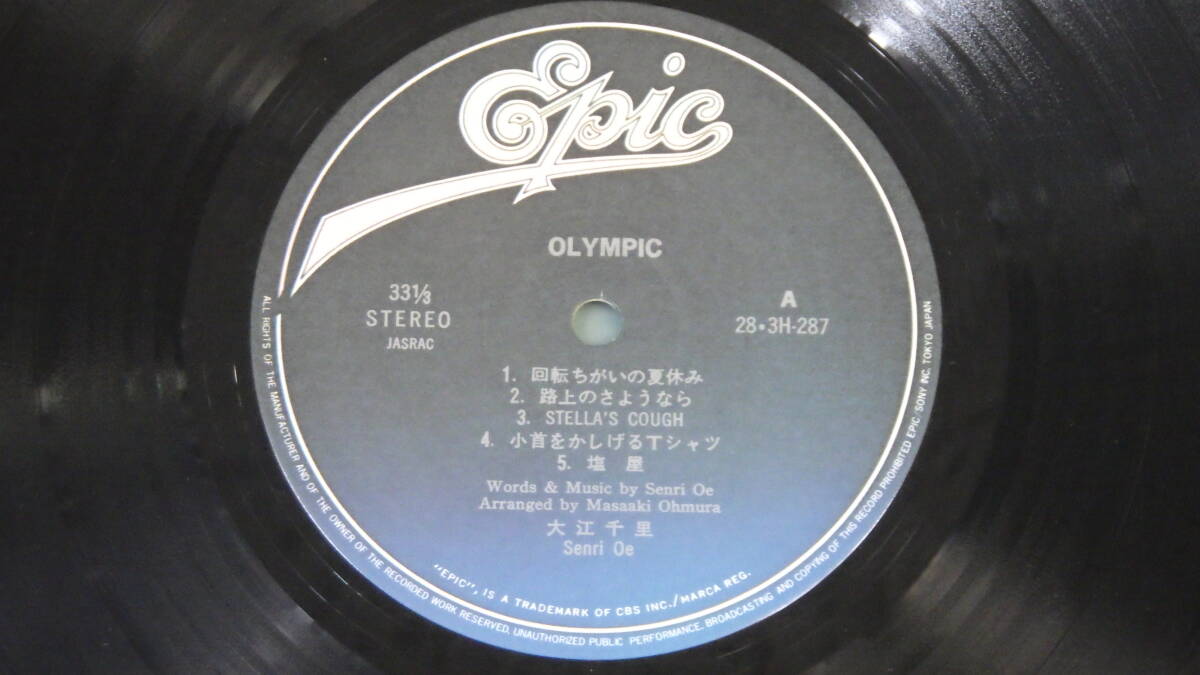 Epic
OLYMPIC
33⅓
STEREO
JASRAC
A
28・3H-287
1. 回転ちがいの夏休み
2. 路上のさようなら
3. STELLA'S COUGH
4. 小首をかしげるTシャツ
5. 塩屋
Words & Music by Senri Oe
Arranged by Masaaki Ohmura
大江千里
Senri Oe
"EPIC", IS A TRADEMARK OF CBS INC./MARCA REG.
ALL RIGHTS OF THE MANUFACTURER AND OF THE OWNER OF THE RECORDED WORK RESERVED. UNAUTHORIZED PUBLIC PERFORMANCE, BROADCASTING AND COPYING OF THIS RECORD PROHIBITED EPIC/SONY INC. TOKYO JAPAN